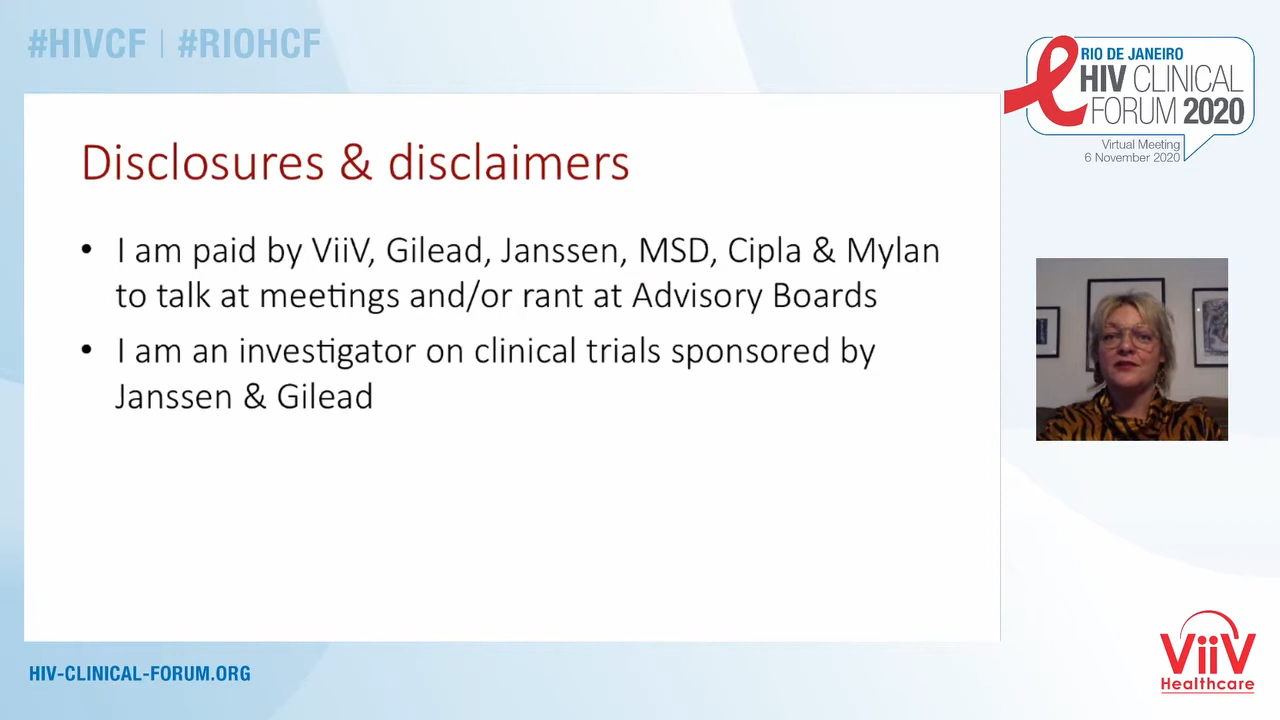 #HIVCF | #RIOHCF
RIO DE JANEIRO
HIV CLINICAL
FORUM 2020
Virtual Meeting
6 November 2020
Disclosures & disclaimers
• I am paid by ViiV, Gilead, Janssen, MSD, Cipla & Mylan
to talk at meetings and/or rant at Advisory Boards
• I am an investigator on clinical trials sponsored by
Janssen & Gilead
HIV-CLINICAL-FORUM.ORG
ViiV
Healthcare